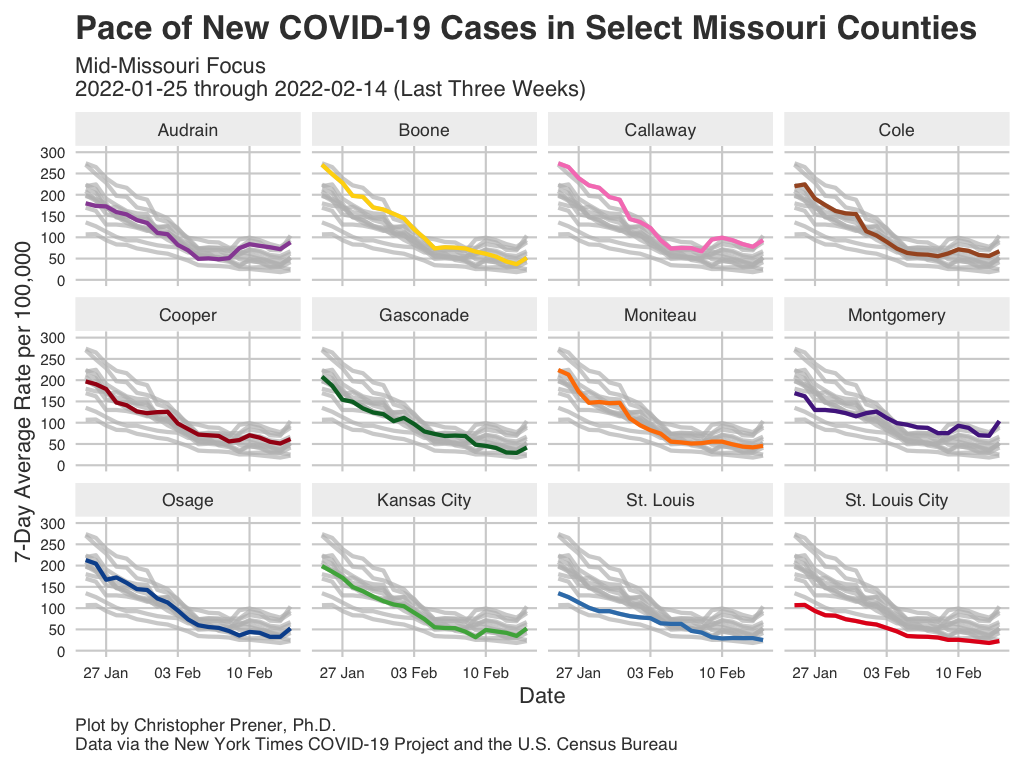 Pace of New COVID-19 Cases in Select Missouri Counties
Mid-Missouri Focus
2022-01-25 through 2022-02-14 (Last Three Weeks)
Audrain
Boone
Callaway
Cole
300
250
200
150
100
50
0
Cooper
Gasconade
Moniteau
Montgomery
300
250
200
150
100
50
0
Osage
Kansas City
St. Louis
St. Louis City
300
250
200
150
100
50
0
7-Day Average Rate per 100,000
27 Jan 03 Feb 10 Feb
27 Jan 03 Feb 10 Feb
27 Jan 03 Feb 10 Feb
27 Jan 03 Feb 10 Feb
Date
Plot by Christopher Prener, Ph.D.
Data via the New York Times COVID-19 Project and the U.S. Census Bureau